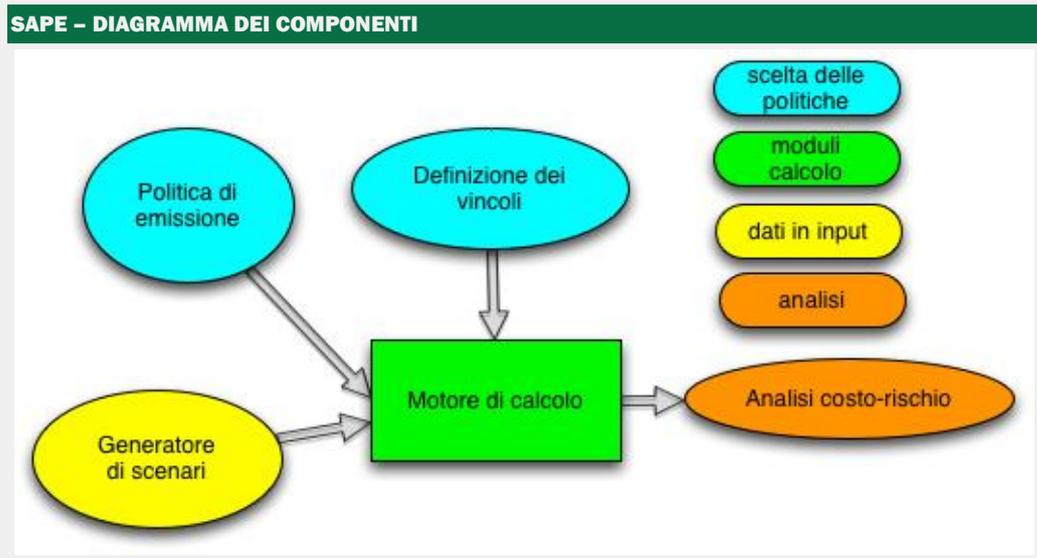 SAPE – DIAGRAMMA DEI COMPONENTI
Politica di
emissione
Definizione dei
vincoli
scelta delle
politiche
moduli
calcolo
dati in input
analisi
Generatore
di scenari
Motore di calcolo
Analisi costo-rischio